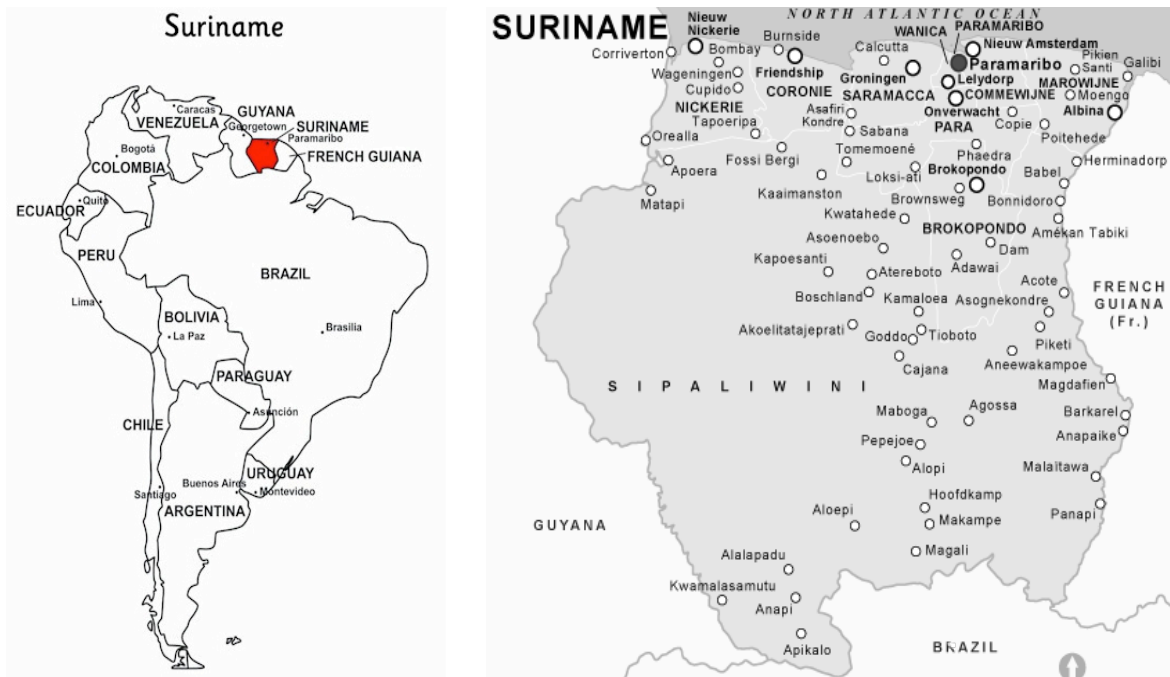 Suriname
Caracas
VENEZUELA
GUYANA
Georgetown
SURINAME
Paramaribo
FRENCH GUIANA
Bogotá
COLOMBIA
ECUADOR
Quito
PERU
BRAZIL
Lima
BOLIVIA
La Paz
Brasilia
PARAGUAY
Asunción
CHILE
URUGUAY
Buenos Aires
Santiago
Montevideo
ARGENTINA
SURINAME
NORTH ATLANTIC OCEAN
Nieuw
Nickerie
Burnside
WANICA
PARAMARIBO
Corriverton
Bombay
Calcutta
Nieuw Amsterdam
Paramaribo
Pikien
Santi
Galibi
Wageningen
Friendship
Groningen
Lelydorp
MAROWIJNE
Cupido
CORONIE
SARAMACCA
COMMEWIJNE
Moengo
NICKERIE
Asafiri
Kondre
Onverwacht
Albina
Tapoeripa
Sabana
PARA
Copie
Poitehede
Orealla
Fossi Bergi
Tomemoené
Phaedra
Herminadorp
Apoera
Loksi-ati
Brokopondo
Babel
Kaaimanston
Brownsweg
Bonnidoro
Matapi
Kwatahede
BROKOPONDO
Amékan Tabiki
Asoenoebo
Dam
Kapoesanti
Atereboto
Adawai
Acote
FRENCH
GUIANA
(Fr.)
Boschland
Kamaloea
Asognekondre
Akoelitatajeprati
Goddo
Tioboto
Piketi
Cajana
Aneewakampoe
SIPALIWINI
Magdafien
Maboga
Agossa
Barkarel
Pepejoe
Anapaike
Alopi
Malaïtawa
Hoofdkamp
Aloepi
Makampe
Panapi
GUYANA
Magali
Alalapadu
Kwamalasamutu
Anapi
Apikalo
BRAZIL